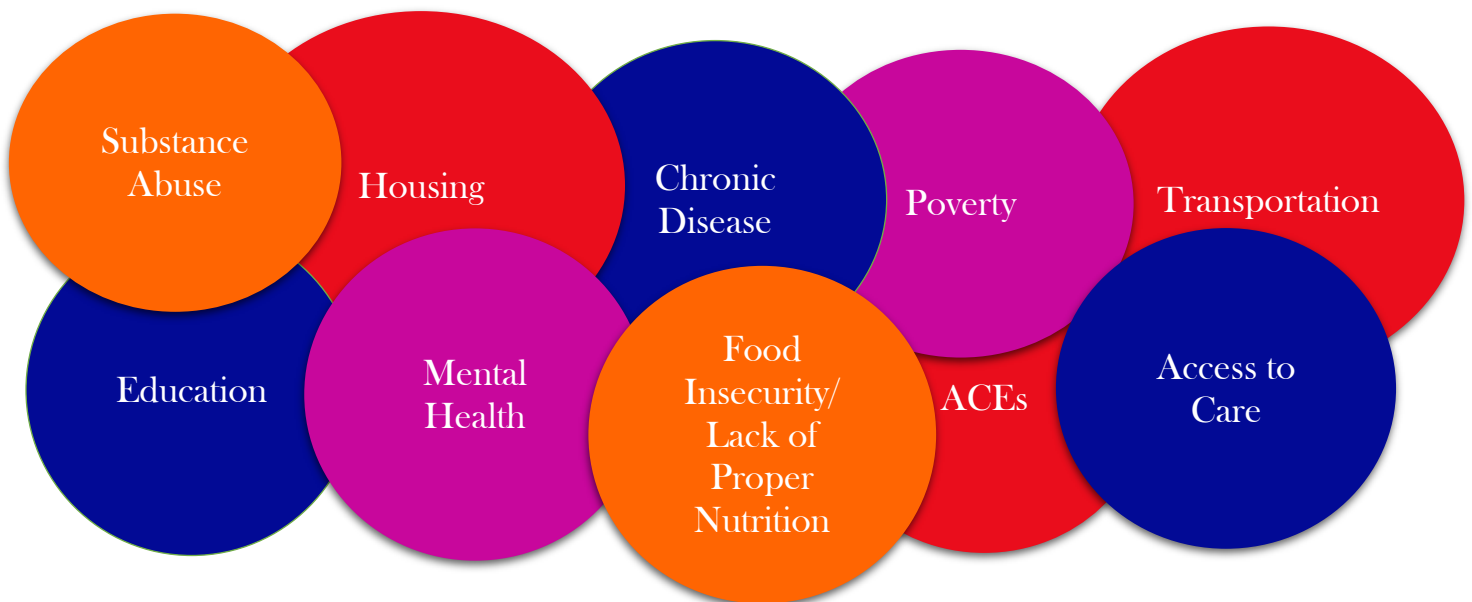 Substance
Abuse
Housing
Chronic
Disease
Poverty
Transportation
Education
Mental
Health
Food
Insecurity/
Lack of
Proper
Nutrition
ACEs
Access to
Care